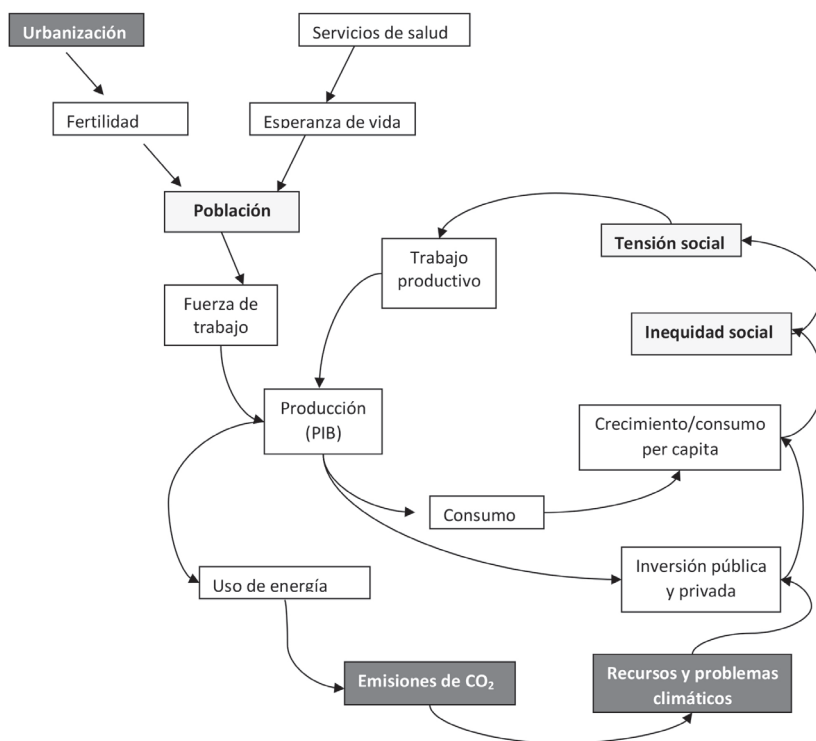 Urbanización
Servicios de salud
Fertilidad
Esperanza de vida
Población
Tensión social
Trabajo
productivo
Fuerza de
trabajo
Inequidad social
Producción
(PIB)
Crecimiento/consumo
per capita
Consumo
Inversión pública
y privada
Uso de energía
Emisiones de CO₂
Recursos y problemas
climáticos